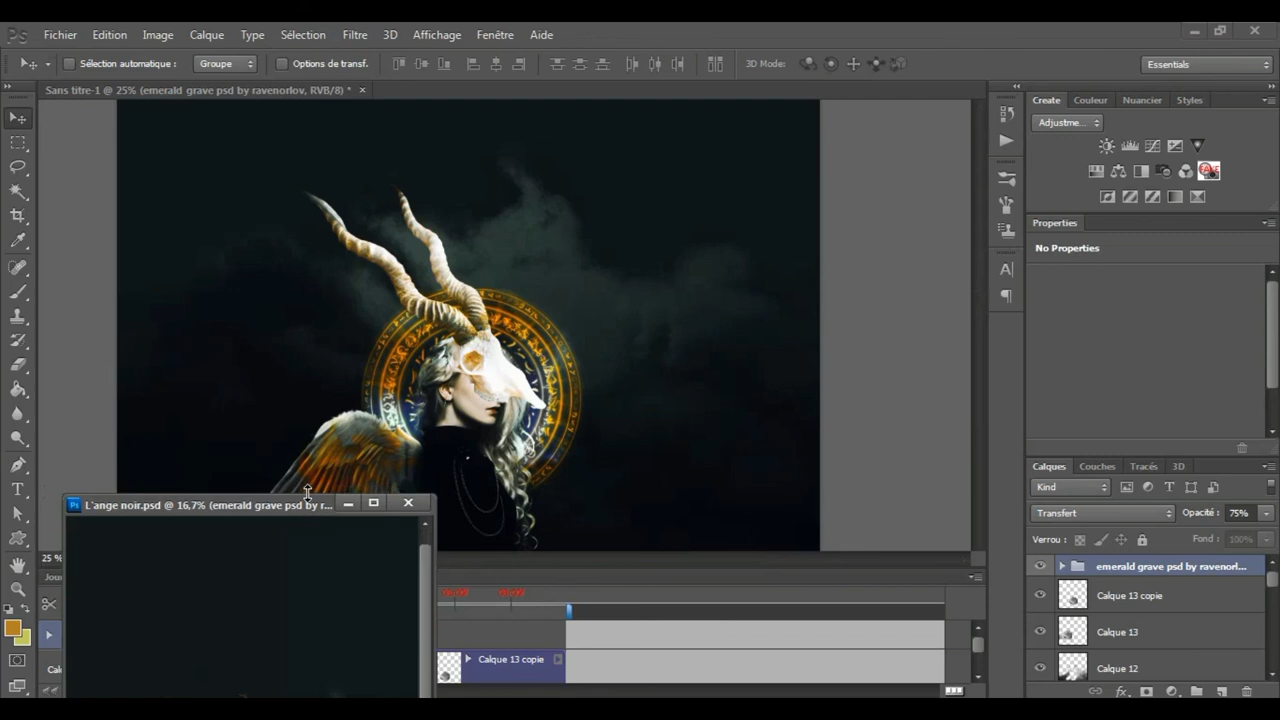 Ps Fichier Edition Image Calque Type Sélection Filtre 3D Affichage Fenêtre Aide
Sélection automatique : Groupe Options de transf. 3D Mode: Essentials
Sans titre-1 @ 25% (emerald grave psd by ravenorlov, RVB/8) *
Create Couleur Nuancier Styles
Adjustme...
Properties
No Properties
Calques Couches Tracés 3D
Kind
Transfert Opacité : 75%
Verrou : Fond : 100%
emerald grave psd by ravenorl...
Calque 13 copie
Calque 13
Calque 12
L'ange noir.psd @ 16,7% (emerald grave psd by r...
25 %
Jou
Calque 13 copie
Cal